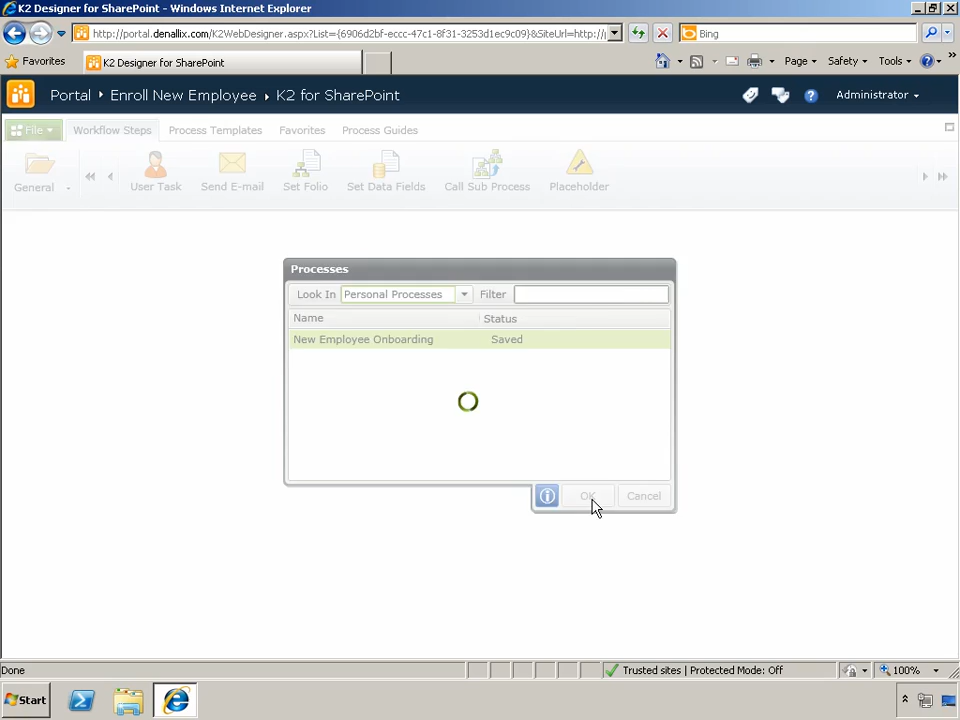 K2 Designer for SharePoint - Windows Internet Explorer
http://portal.denallix.com/K2WebDesigner.aspx?List={6906d2bf-eccc-47c1-8f31-3253d1ec9c09}&SiteUrl=http://p
Bing
Favorites
K2 Designer for SharePoint
Page
Safety
Tools
Portal
Enroll New Employee
K2 for SharePoint
Administrator
File
Workflow Steps
Process Templates
Favorites
Process Guides
General
User Task
Send E-mail
Set Folio
Set Data Fields
Call Sub Process
Placeholder
Processes
Look In
Personal Processes
Filter
Name
Status
New Employee Onboarding
Saved
OK
Cancel
Done
Trusted sites | Protected Mode: Off
100%
Start